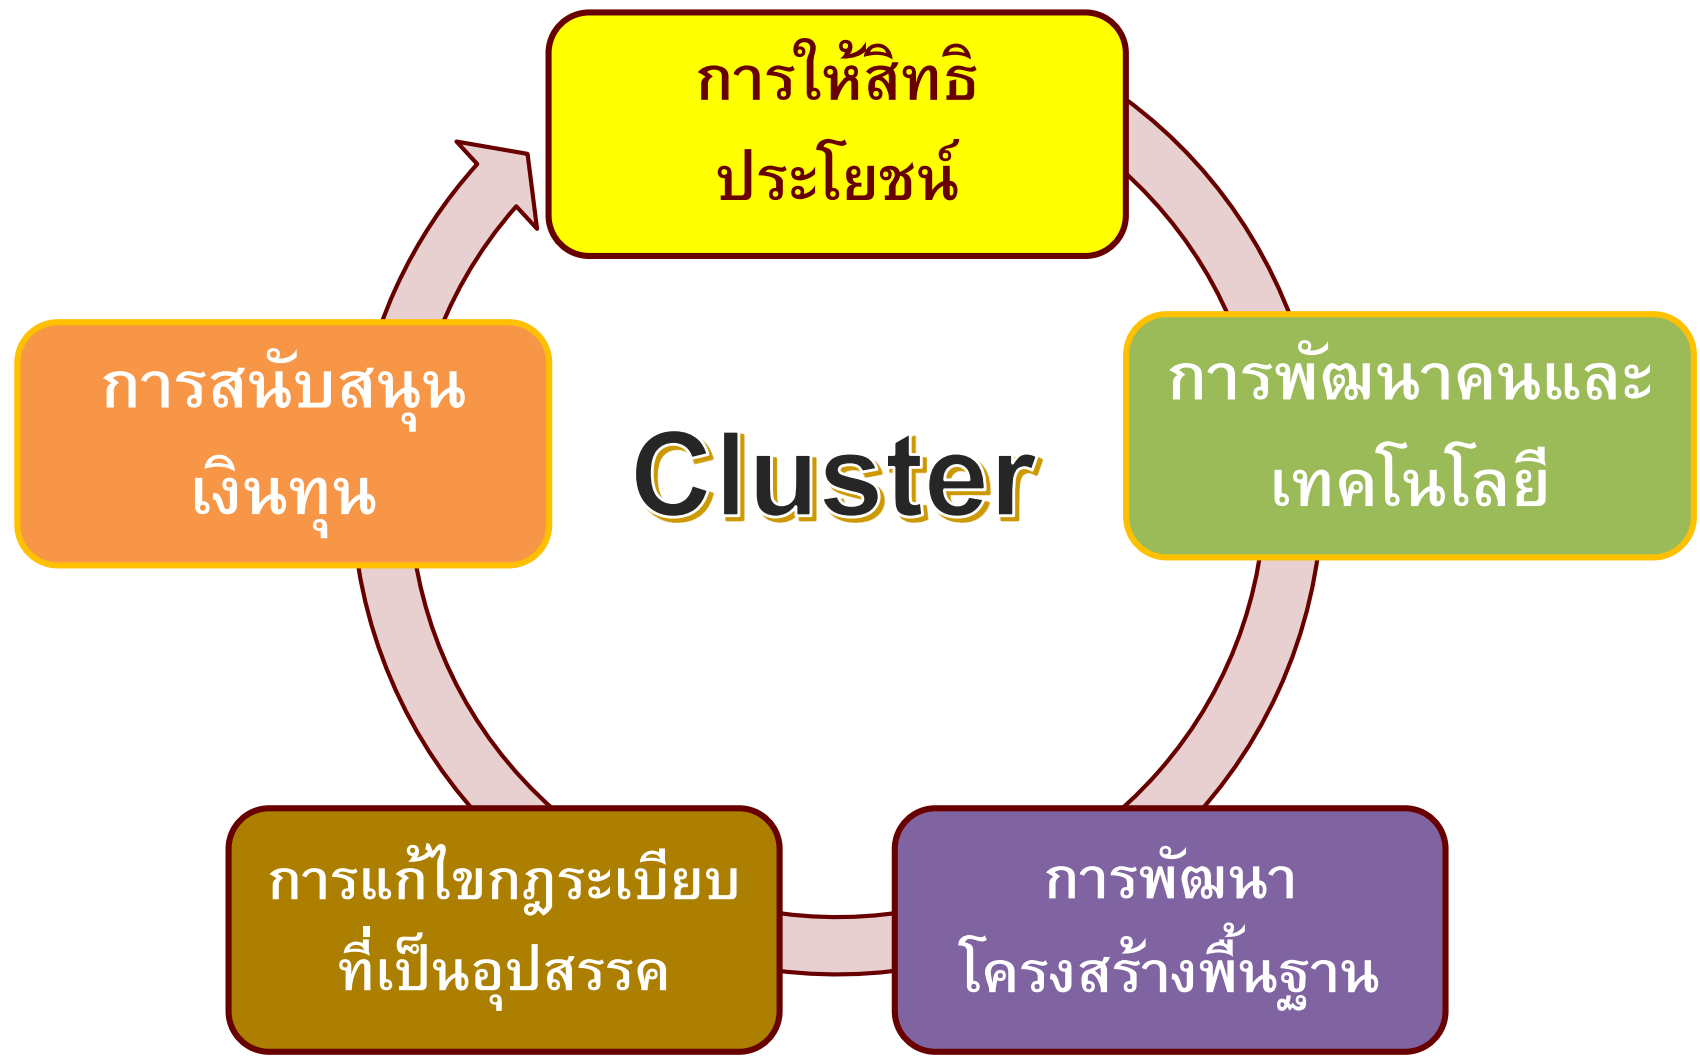 การให้สิทธิ
ประโยชน์
การพัฒนาคนและ
เทคโนโลยี
การพัฒนา
โครงสร้างพื้นฐาน
การแก้ไขกฎระเบียบ
ที่เป็นอุปสรรค
การสนับสนุน
เงินทุน
Cluster